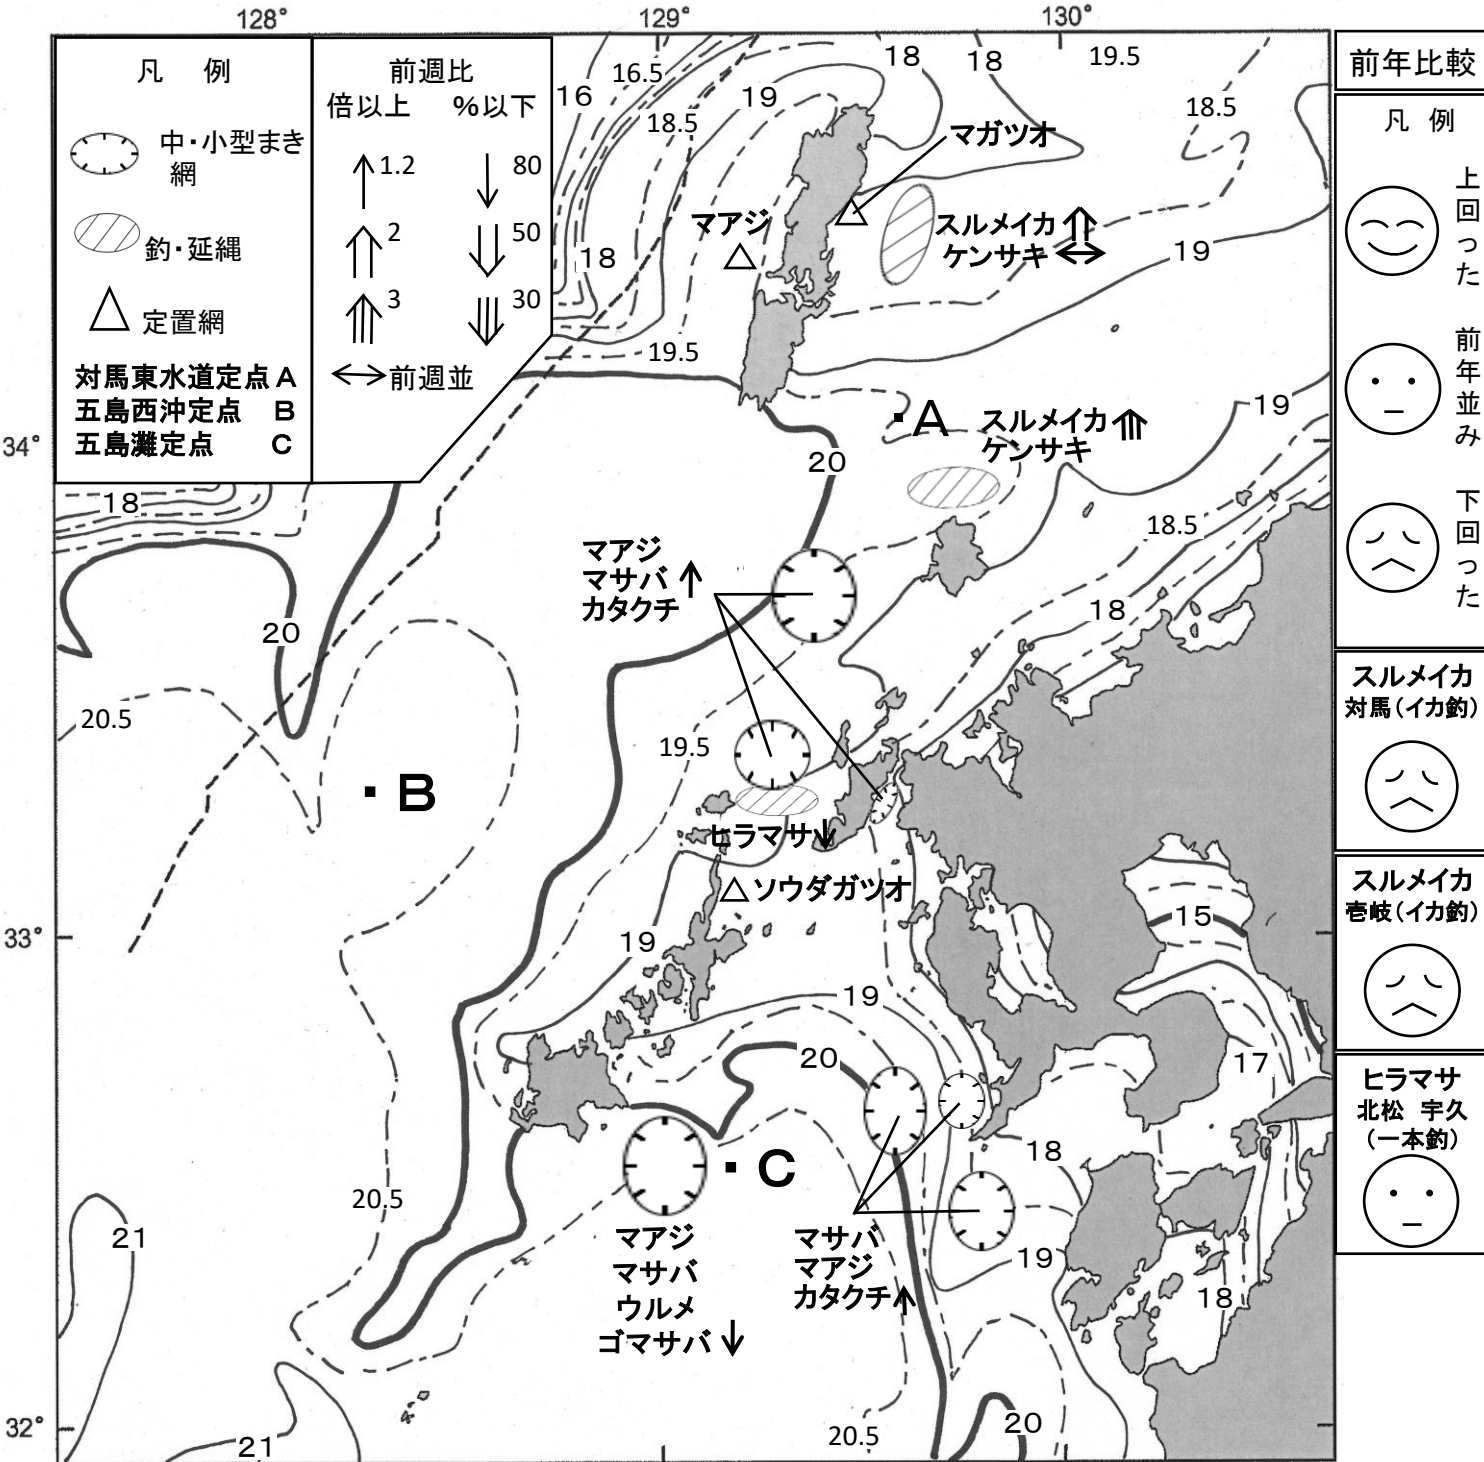 128°
129°
130°
34°
33°
32°
凡 例
中・小型まき
網
釣・延縄
定置網
対馬東水道定点 A
五島西沖定点 B
五島灘定点 C
前週比
倍以上 %以下
1.2 80
2 50
3 30
前週並
16
16.5
18.5
19
18
18
19.5
18.5
マガツオ
マアジ
スルメイカ
ケンサキ
18
19
19.5
A
スルメイカ
ケンサキ
19
20
18
18.5
マアジ
マサバ
カタクチ
18
20
20.5
19.5
B
ヒラマサ
ソウダガツオ
15
19
19
20
17
C
18
20.5
21
マアジ
マサバ
ウルメ
ゴマサバ
マサバ
マアジ
カタクチ
19
18
20
20.5
21
前年比較
凡 例
上回った
前年並み
下回った
スルメイカ
対馬(イカ釣)
スルメイカ
壱岐(イカ釣)
ヒラマサ
北松 宇久
(一本釣)